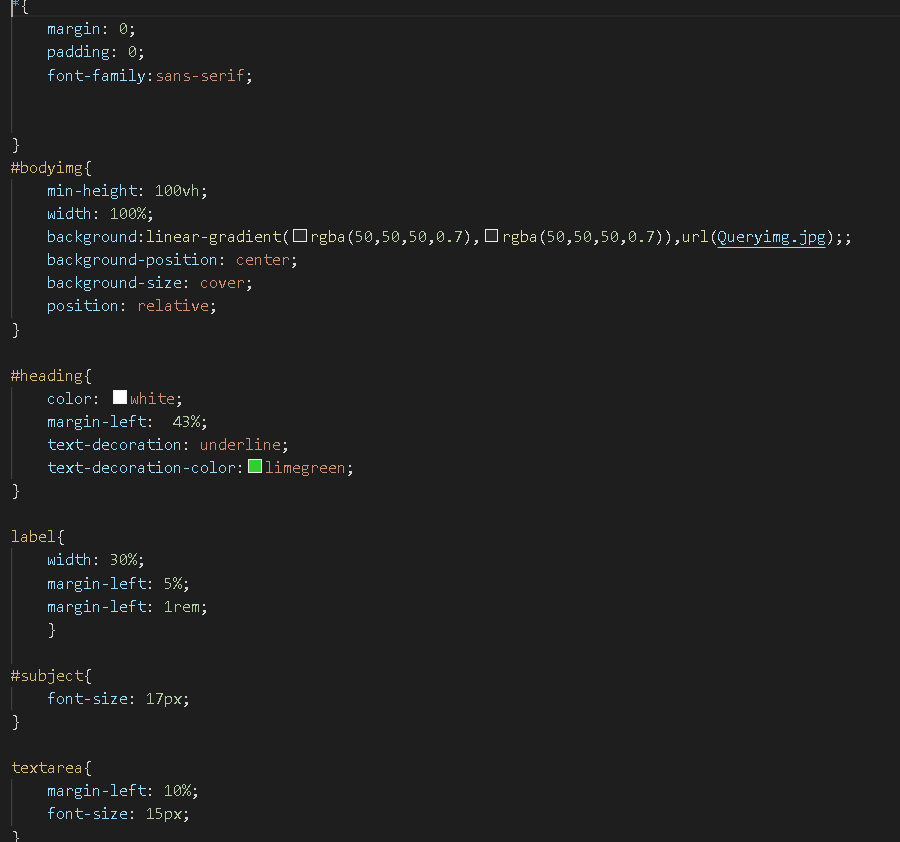 *{
    margin: 0;
    padding: 0;
    font-family:sans-serif;
}
#bodyimg{
    min-height: 100vh;
    width: 100%;
    background:linear-gradient(rgba(50,50,50,0.7),rgba(50,50,50,0.7)),url(Queryimg.jpg);;
    background-position: center;
    background-size: cover;
    position: relative;
}
#heading{
    color: white;
    margin-left:  43%;
    text-decoration: underline;
    text-decoration-color:limegreen;
}
label{
    width: 30%;
    margin-left: 5%;
    margin-left: 1rem;
    }
#subject{
    font-size: 17px;
}
textarea{
    margin-left: 10%;
    font-size: 15px;
}